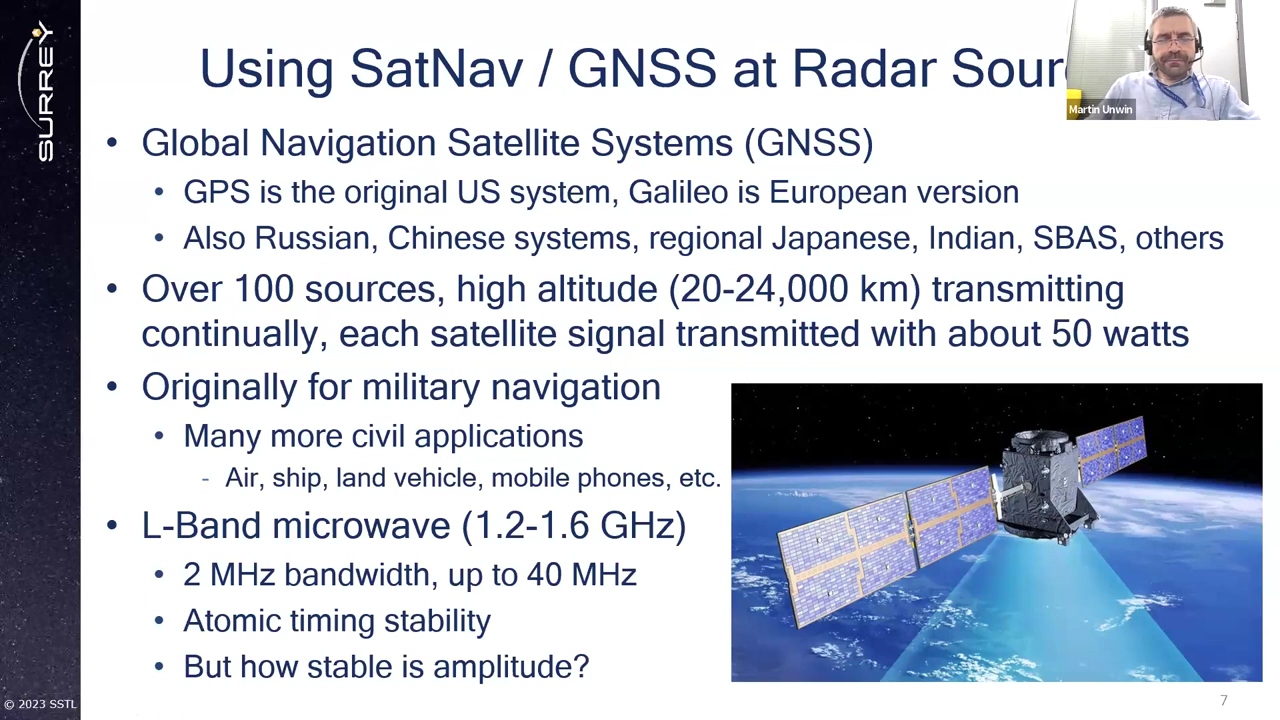 SURREY
Using SatNav / GNSS at Radar Sour
Martin Unwin
• Global Navigation Satellite Systems (GNSS)
• GPS is the original US system, Galileo is European version
• Also Russian, Chinese systems, regional Japanese, Indian, SBAS, others
• Over 100 sources, high altitude (20-24,000 km) transmitting
continually, each satellite signal transmitted with about 50 watts
• Originally for military navigation
• Many more civil applications
- Air, ship, land vehicle, mobile phones, etc.
• L-Band microwave (1.2-1.6 GHz)
• 2 MHz bandwidth, up to 40 MHz
• Atomic timing stability
• But how stable is amplitude?
© 2023 SSTL
7